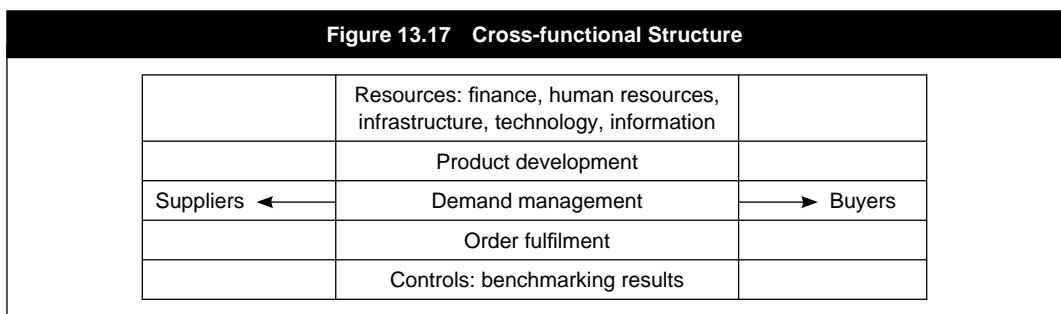 Figure 13.17 Cross-functional Structure
Resources: finance, human resources,
infrastructure, technology, information
Product development
Suppliers Demand management Buyers
Order fulfilment
Controls: benchmarking results